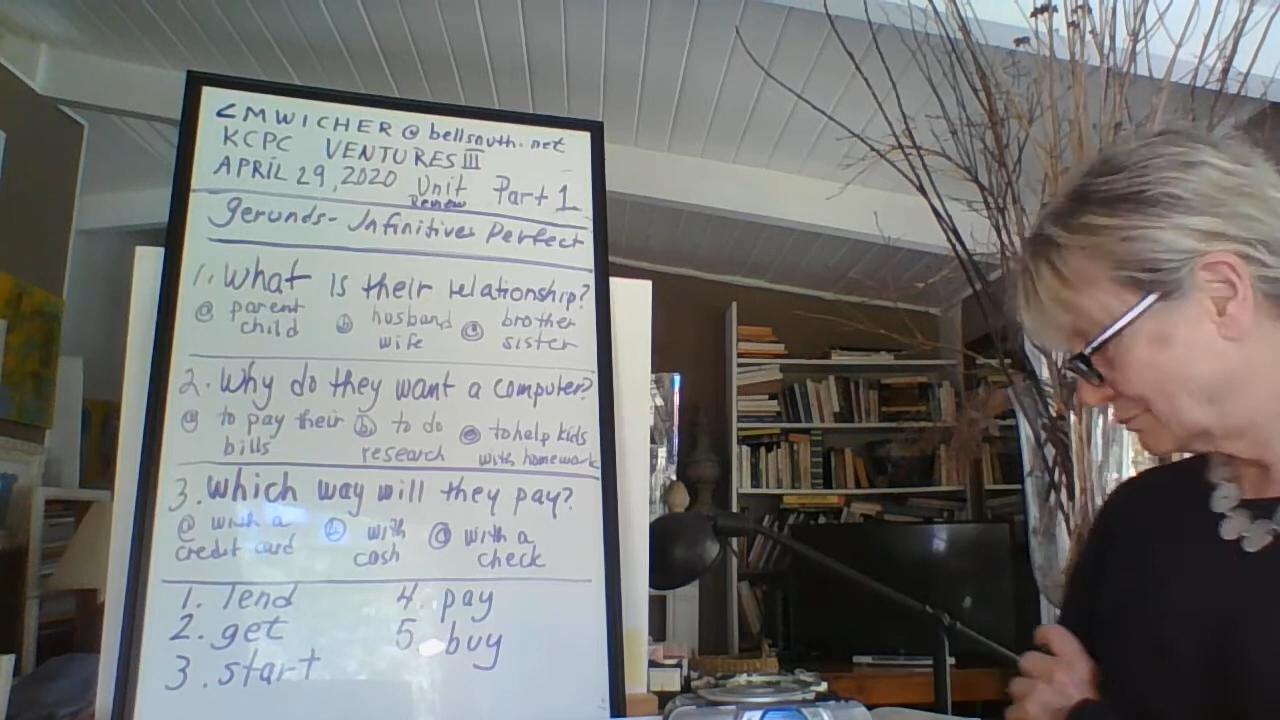 CMWICHER@bellsouth.net
KCPC VENTURES III
APRIL 29, 2020 Unit Review Part 1
gerunds- Infinitives Perfect
1. What is their relationship?
ⓐ parent child ⓑ husband wife ⓒ brother sister
2. Why do they want a computer?
ⓐ to pay their bills ⓑ to do research ⓒ to help kids with homework
3. which way will they pay?
ⓐ with a credit card ⓑ with cash ⓒ with a check
1. lend 4. pay
2. get 5. buy
3. start